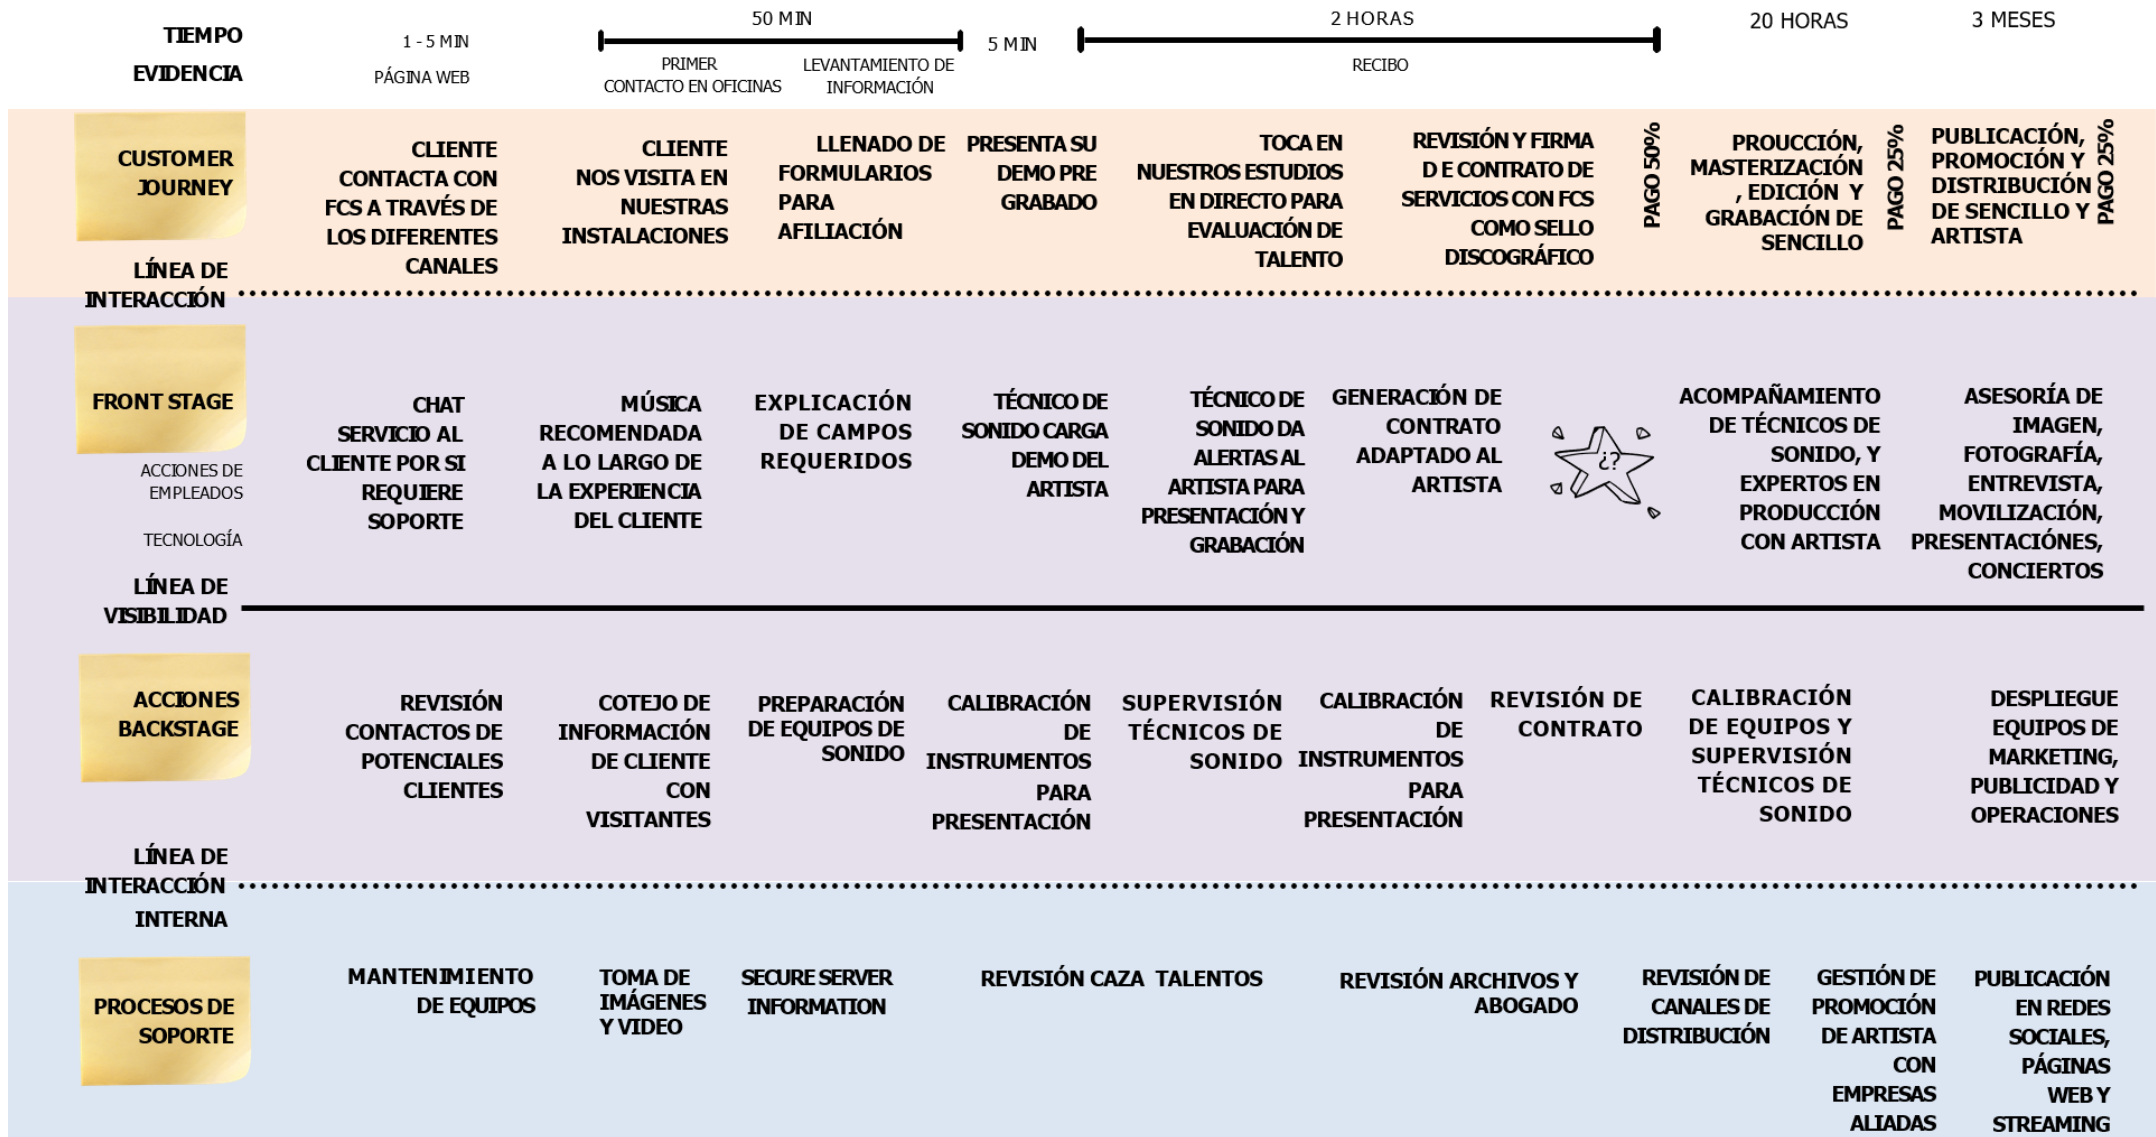 TIEMPO
1 - 5 MIN
50 MIN
5 MIN
2 HORAS
20 HORAS
3 MESES
EVIDENCIA
PÁGINA WEB
PRIMER
CONTACTO EN OFICINAS
LEVANTAMIENTO DE
INFORMACIÓN
RECIBO
CUSTOMER
JOURNEY
CLIENTE
CONTACTA CON
FCS A TRAVÉS DE
LOS DIFERENTES
CANALES
CLIENTE
NOS VISITA EN
NUESTRAS
INSTALACIONES
LLENADO DE
FORMULARIOS
PARA
AFILIACIÓN
PRESENTA SU
DEMO PRE
GRABADO
TOCA EN
NUESTROS ESTUDIOS
EN DIRECTO PARA
EVALUACIÓN DE
TALENTO
REVISIÓN Y FIRMA
D E CONTRATO DE
SERVICIOS CON FCS
COMO SELLO
DISCOGRÁFICO
PAGO 50%
PROUCCIÓN,
MASTERIZACIÓN
, EDICIÓN Y
GRABACIÓN DE
SENCILLO
PAGO 25%
PUBLICACIÓN,
PROMOCIÓN Y
DISTRIBUCIÓN
DE SENCILLO Y
ARTISTA
PAGO 25%
LÍNEA DE
INTERACCIÓN
FRONT STAGE
ACCIONES DE
EMPLEADOS
TECNOLOGÍA
CHAT
SERVICIO AL
CLIENTE POR SI
REQUIERE
SOPORTE
MÚSICA
RECOMENDADA
A LO LARGO DE
LA EXPERIENCIA
DEL CLIENTE
EXPLICACIÓN
DE CAMPOS
REQUERIDOS
TÉCNICO DE
SONIDO CARGA
DEMO DEL
ARTISTA
TÉCNICO DE
SONIDO DA
ALERTAS AL
ARTISTA PARA
PRESENTACIÓN Y
GRABACIÓN
GENERACIÓN DE
CONTRATO
ADAPTADO AL
ARTISTA
¿?
ACOMPAÑAMIENTO
DE TÉCNICOS DE
SONIDO, Y
EXPERTOS EN
PRODUCCIÓN
CON ARTISTA
ASESORÍA DE
IMAGEN,
FOTOGRAFÍA,
ENTREVISTA,
MOVILIZACIÓN,
PRESENTACIÓNES,
CONCIERTOS
LÍNEA DE
VISIBILIDAD
ACCIONES
BACKSTAGE
REVISIÓN
CONTACTOS DE
POTENCIALES
CLIENTES
COTEJO DE
INFORMACIÓN
DE CLIENTE
CON
VISITANTES
PREPARACIÓN
DE EQUIPOS DE
SONIDO
CALIBRACIÓN
DE
INSTRUMENTOS
PARA
PRESENTACIÓN
SUPERVISIÓN
TÉCNICOS DE
SONIDO
CALIBRACIÓN
DE
INSTRUMENTOS
PARA
PRESENTACIÓN
REVISIÓN DE
CONTRATO
CALIBRACIÓN
DE EQUIPOS Y
SUPERVISIÓN
TÉCNICOS DE
SONIDO
DESPLIEGUE
EQUIPOS DE
MARKETING,
PUBLICIDAD Y
OPERACIONES
LÍNEA DE
INTERACCIÓN
INTERNA
PROCESOS DE
SOPORTE
MANTENIMIENTO
DE EQUIPOS
TOMA DE
IMÁGENES
Y VIDEO
SECURE SERVER
INFORMATION
REVISIÓN CAZA TALENTOS
REVISIÓN ARCHIVOS Y
ABOGADO
REVISIÓN DE
CANALES DE
DISTRIBUCIÓN
GESTIÓN DE
PROMOCIÓN
DE ARTISTA
CON
EMPRESAS
ALIADAS
PUBLICACIÓN
EN REDES
SOCIALES,
PÁGINAS
WEB Y
STREAMING